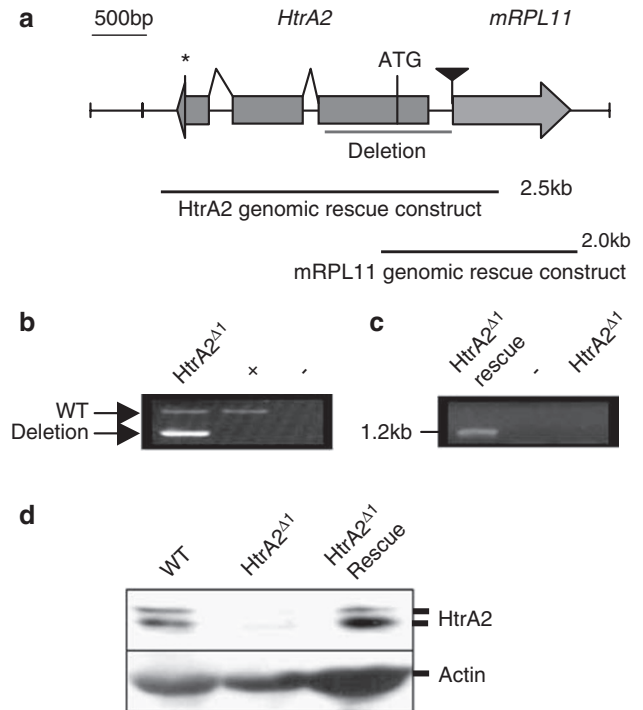 a
500bp
HtrA2
mRPL11
*
ATG
Deletion
2.5kb
HtrA2 genomic rescue construct
2.0kb
mRPL11 genomic rescue construct
b
HtrA2Δ1
+
-
WT
Deletion
c
HtrA2Δ1
rescue
-
HtrA2Δ1
1.2kb
d
WT
HtrA2Δ1
HtrA2Δ1
Rescue
HtrA2
Actin